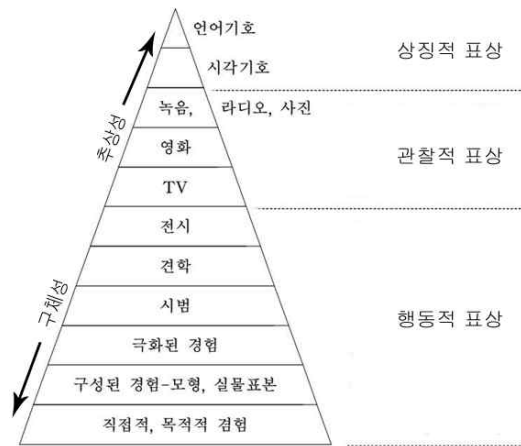 언어기호
시각기호
상징적 표상
녹음, 라디오, 사진
영화
관찰적 표상
TV
전시
견학
시범
행동적 표상
극화된 경험
구성된 경험-모형, 실물표본
직접적, 목적적 겸험
추상성
구체성